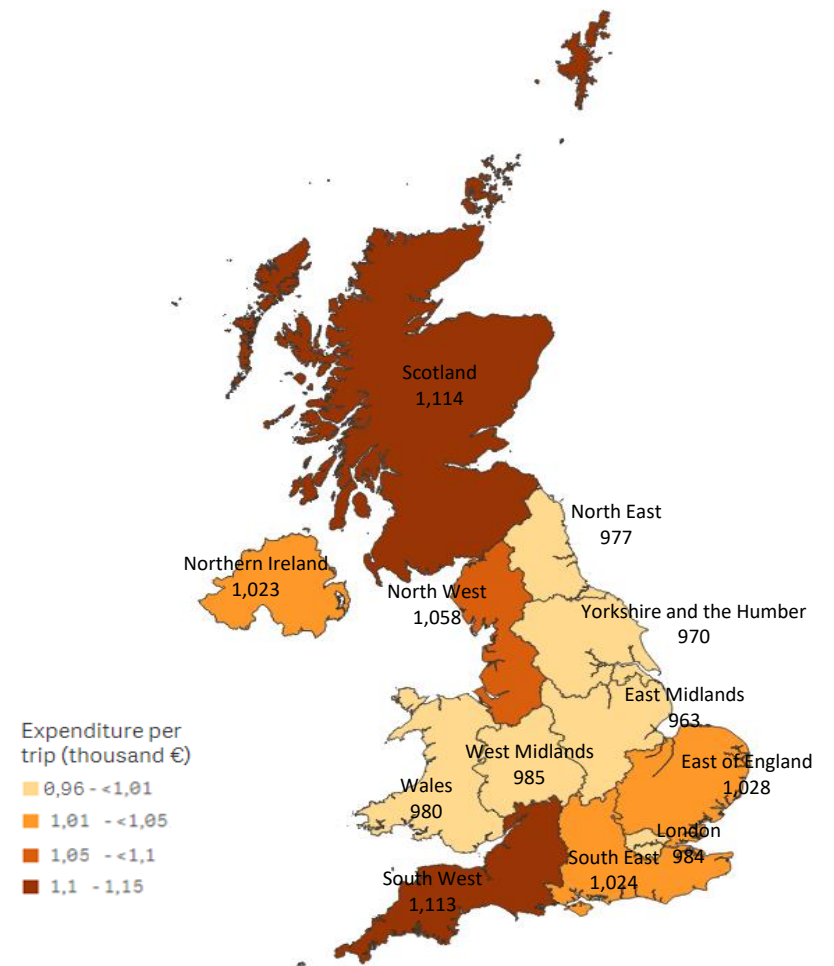 Scotland
1,114
North East
977
Northern Ireland
1,023
North West
1,058
Yorkshire and the Humber
970
East Midlands
963
West Midlands
985
East of England
1,028
Wales
980
London
984
South East
1,024
South West
1,113
Expenditure per
trip (thousand €)
0,96 - <1,01
1,01 - <1,05
1,05 - <1,1
1,1 - 1,15